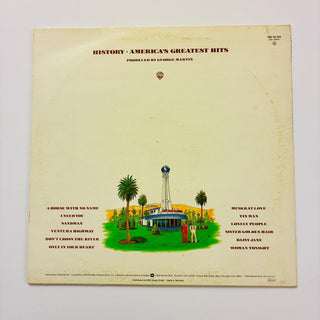 HISTORY · AMERICA'S GREATEST HITS
PRODUCED BY GEORGE MARTIN
A HORSE WITH NO NAME
I NEED YOU
SANDMAN
VENTURA HIGHWAY
DON'T CROSS THE RIVER
ONLY IN YOUR HEART
MUSKRAT LOVE
TIN MAN
LONELY PEOPLE
SISTER GOLDEN HAIR
DAISY JANE
WOMAN TONIGHT